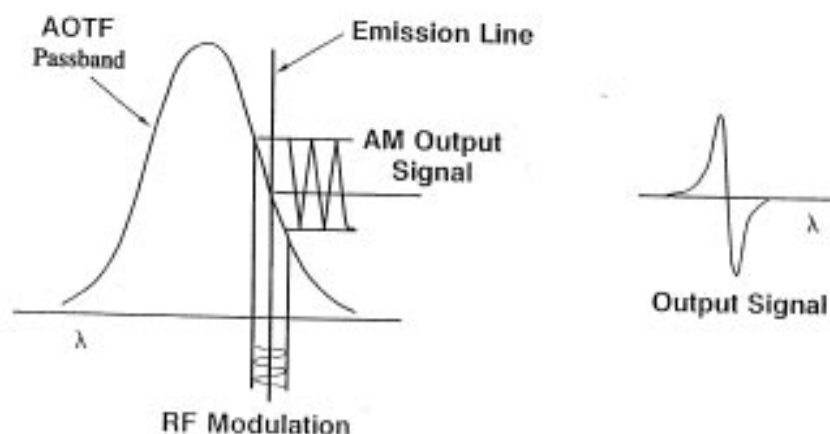 AOTF
Passband
Emission Line
AM Output
Signal
λ
RF Modulation
λ
Output Signal